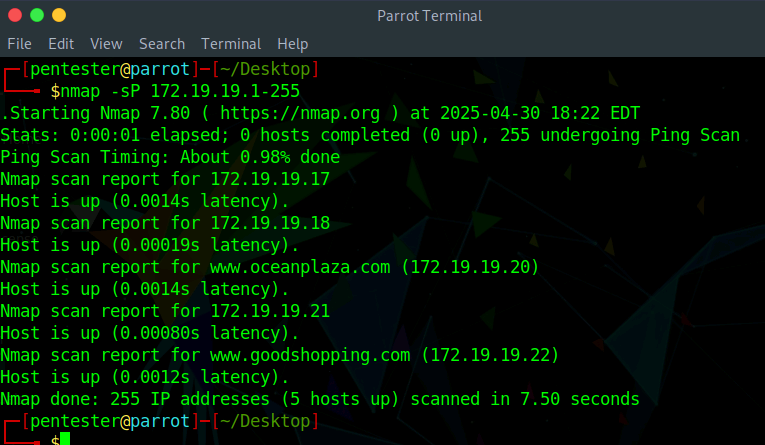 Parrot Terminal
File Edit View Search Terminal Help
[pentester@parrot]─[~/Desktop]
$nmap -sP 172.19.19.1-255
.Starting Nmap 7.80 ( https://nmap.org ) at 2025-04-30 18:22 EDT
Stats: 0:00:01 elapsed; 0 hosts completed (0 up), 255 undergoing Ping Scan
Ping Scan Timing: About 0.98% done
Nmap scan report for 172.19.19.17
Host is up (0.0014s latency).
Nmap scan report for 172.19.19.18
Host is up (0.00019s latency).
Nmap scan report for www.oceanplaza.com (172.19.19.20)
Host is up (0.0014s latency).
Nmap scan report for 172.19.19.21
Host is up (0.00080s latency).
Nmap scan report for www.goodshopping.com (172.19.19.22)
Host is up (0.0012s latency).
Nmap done: 255 IP addresses (5 hosts up) scanned in 7.50 seconds
[pentester@parrot]─[~/Desktop]
$